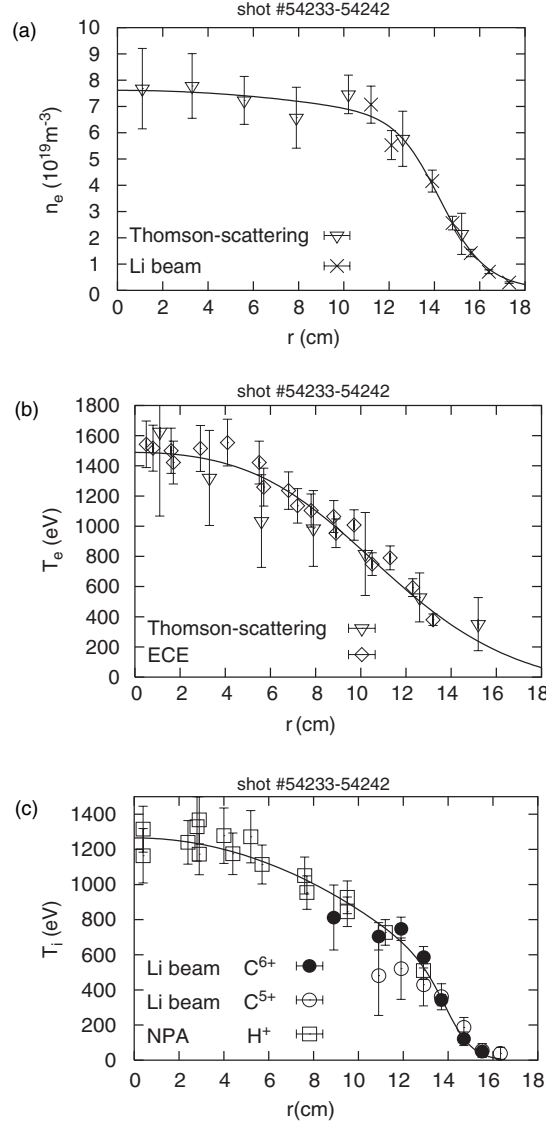 shot #54233-54242
(a)
10
9
8
7
6
5
4
3
2
1
0
n_e (10^19 m^-3)
Thomson-scattering
Li beam
0 2 4 6 8 10 12 14 16 18
r (cm)
shot #54233-54242
(b)
1800
1600
1400
1200
1000
800
600
400
200
0
T_e (eV)
Thomson-scattering
ECE
0 2 4 6 8 10 12 14 16 18
r (cm)
shot #54233-54242
(c)
1400
1200
1000
800
600
400
200
0
T_i (eV)
Li beam C^6+
Li beam C^5+
NPA H^+
0 2 4 6 8 10 12 14 16 18
r(cm)